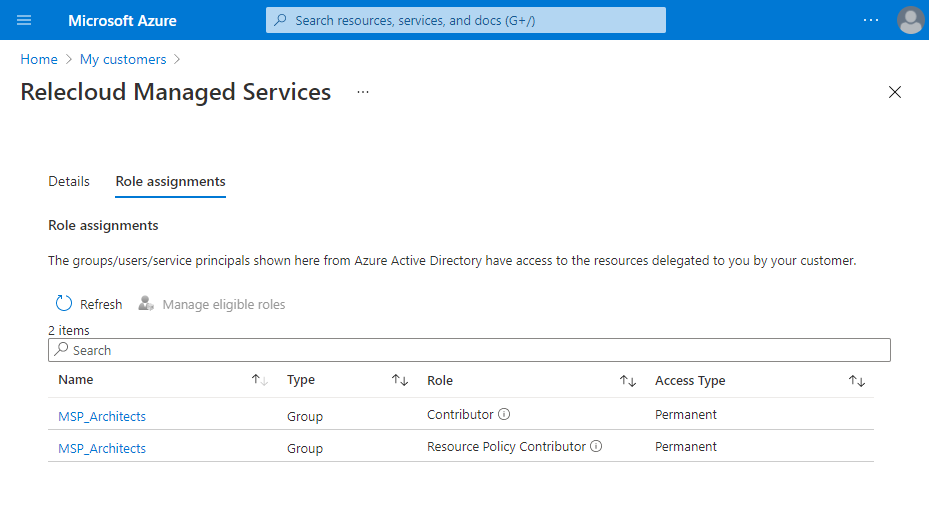 Microsoft Azure
Search resources, services, and docs (G+/)
Home > My customers >
Relecloud Managed Services ...
Details Role assignments
Role assignments
The groups/users/service principals shown here from Azure Active Directory have access to the resources delegated to you by your customer.
Refresh Manage eligible roles
2 items
Search
Name Type Role Access Type
MSP_Architects Group Contributor Permanent
MSP_Architects Group Resource Policy Contributor Permanent